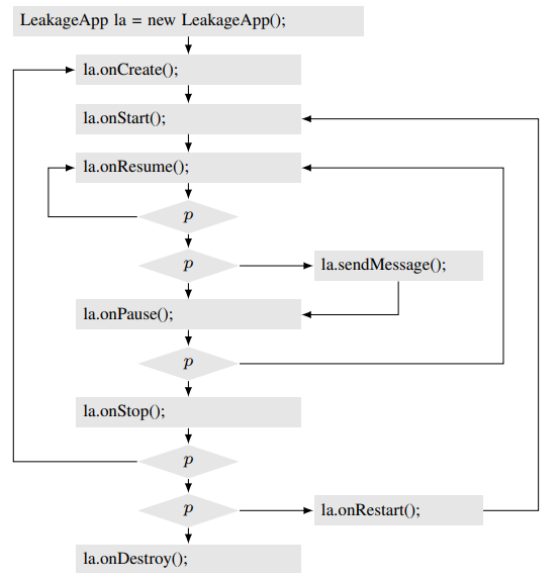 LeakageApp la = new LeakageApp();
la.onCreate();
la.onStart();
la.onResume();
p
p
la.sendMessage();
la.onPause();
p
la.onStop();
p
p
la.onRestart();
la.onDestroy();